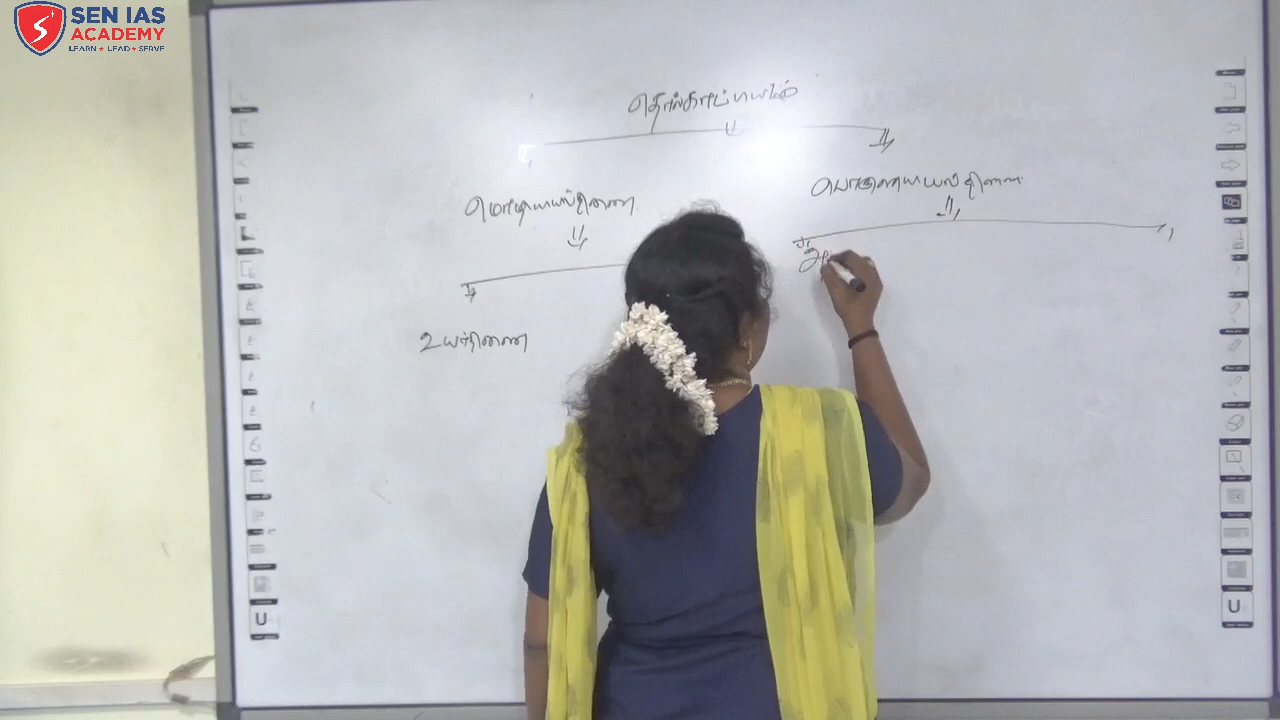 SEN IAS
ACADEMY
LEARN ★ LEAD ★ SERVE
தொல்காப்பியம்
மொழியியல்திணை
பொருளியல் திணை
உயர்திணை
அ
U
U